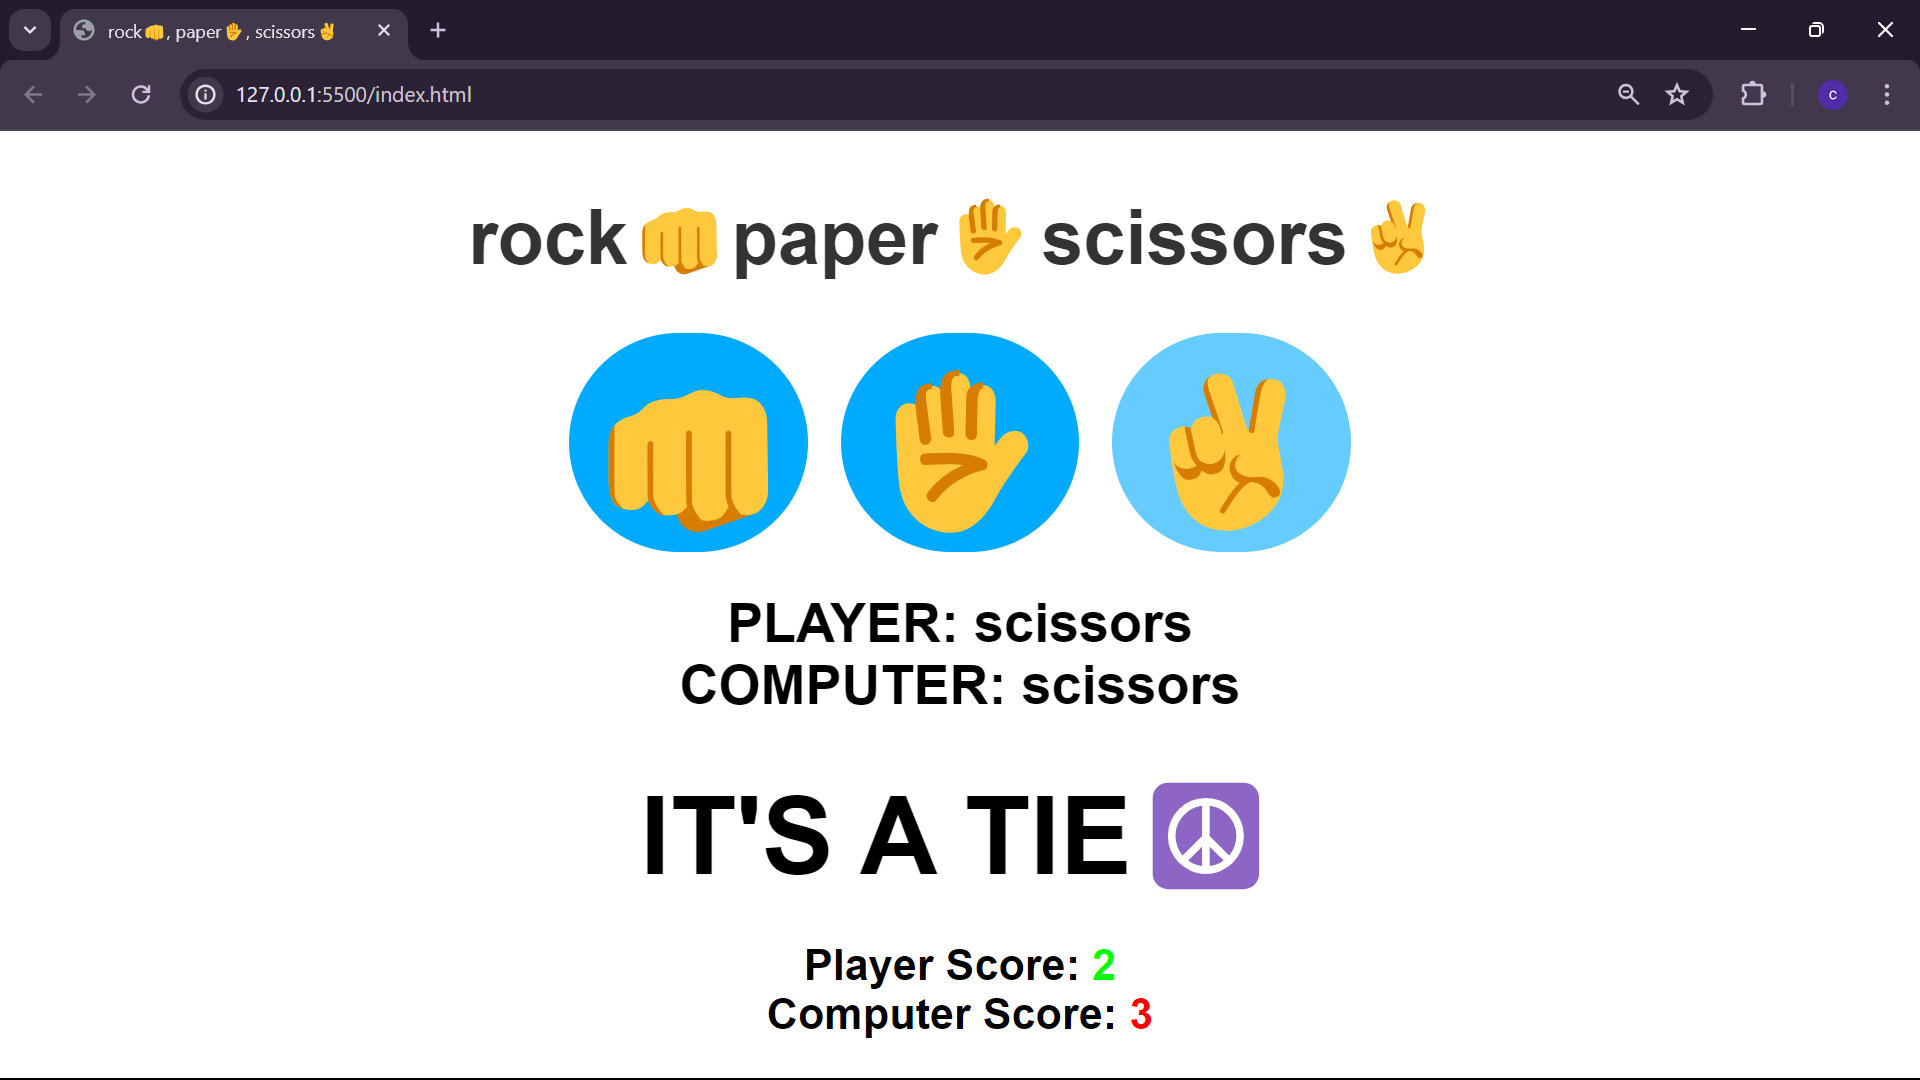 rock👊, paper✋, scissors✌
127.0.0.1:5500/index.html
c
rock👊paper✋scissors✌
PLAYER: scissors
COMPUTER: scissors
IT'S A TIE ☮
Player Score: 2
Computer Score: 3